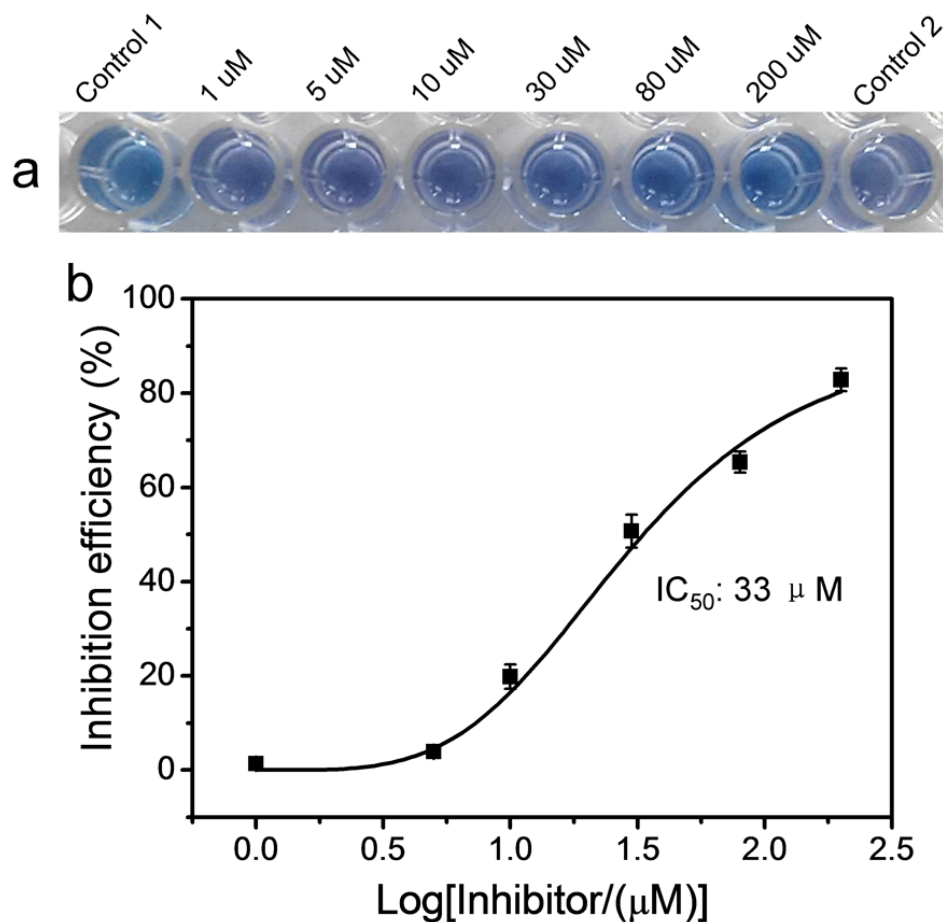 Control 1 1 uM 5 uM 10 uM 30 uM 80 uM 200 uM Control 2
a
b
100
80
60
40
20
0
Inhibition efficiency (%)
IC₅₀: 33 μM
0.0 0.5 1.0 1.5 2.0 2.5
Log[Inhibitor/(μM)]